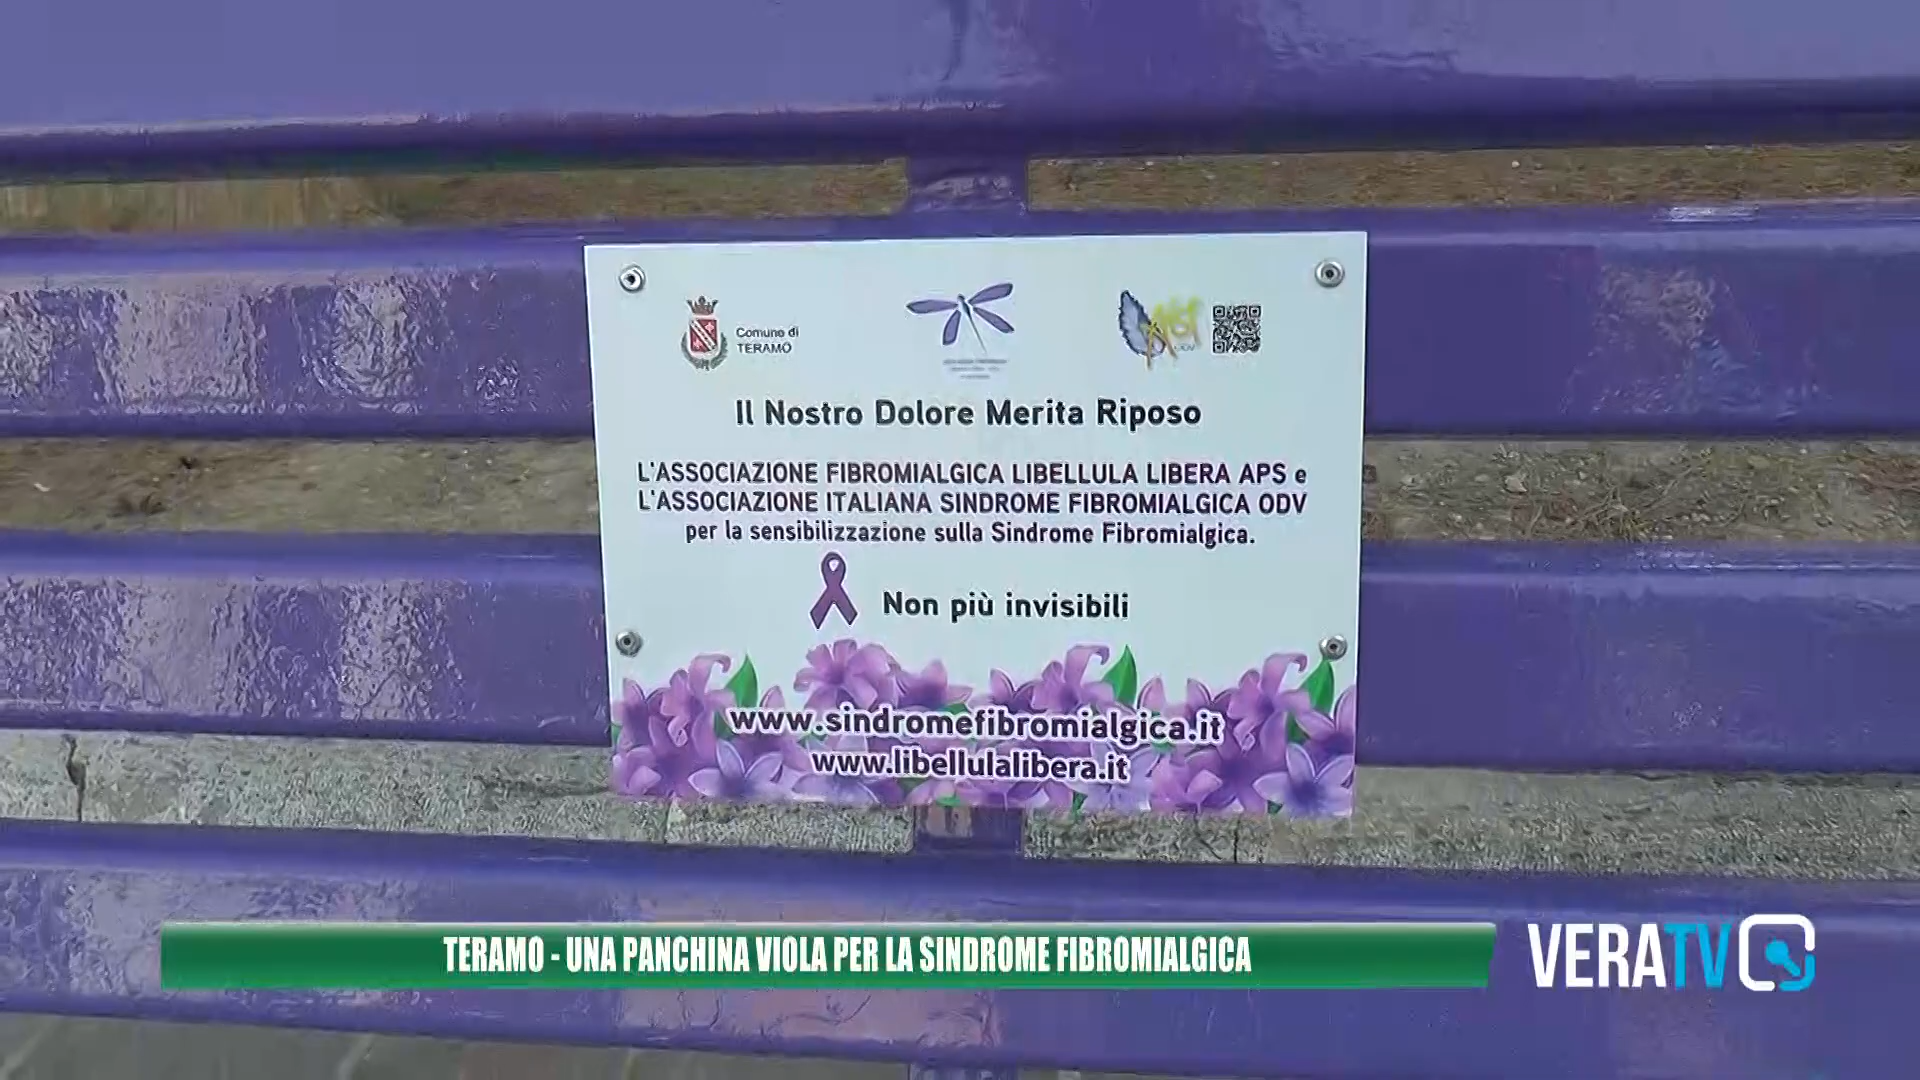 Comune di
TERAMO
AISF
ODV
Il Nostro Dolore Merita Riposo
L'ASSOCIAZIONE FIBROMIALGICA LIBELLULA LIBERA APS e
L'ASSOCIAZIONE ITALIANA SINDROME FIBROMIALGICA ODV
per la sensibilizzazione sulla Sindrome Fibromialgica.
Non più invisibili
www.sindromefibromialgica.it
www.libellulalibera.it
TERAMO - UNA PANCHINA VIOLA PER LA SINDROME FIBROMIALGICA
VERATV